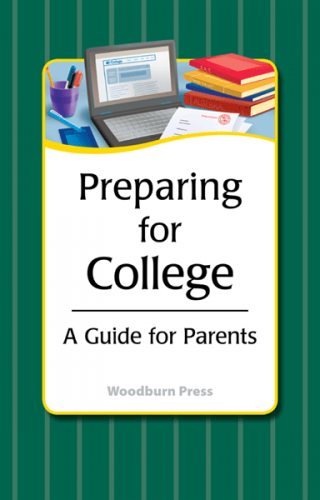 Preparing
for
College
A Guide for Parents
Woodburn Press